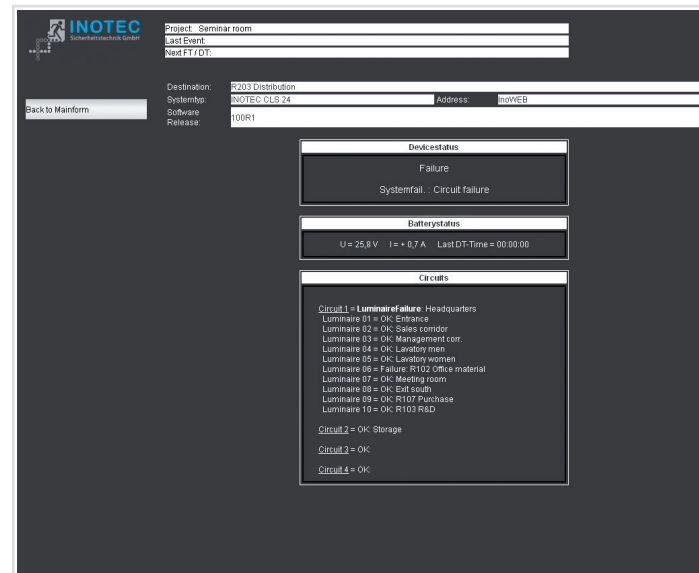 INOTEC
Sicherheitstechnik GmbH
Project: Seminar room
Last Event:
Next FT / DT:
Destination: R203 Distribution
Systemtyp: INOTEC CLS 24 Address: InoWEB
Back to Mainform
Software Release: 100R1
Devicestatus
Failure
Systemfail. : Circuit failure
Batterystatus
U = 25,8 V I = + 0,7 A Last DT-Time = 00:00:00
Circuits
Circuit 1 = LuminaireFailure: Headquarters
Luminaire 01 = OK: Entrance
Luminaire 02 = OK: Sales corridor
Luminaire 03 = OK: Management corr.
Luminaire 04 = OK: Lavatory men
Luminaire 05 = OK: Lavatory women
Luminaire 06 = Failure: R102 Office material
Luminaire 07 = OK: Meeting room
Luminaire 08 = OK: Exit south
Luminaire 09 = OK: R107 Purchase
Luminaire 10 = OK: R103 R&D
Circuit 2 = OK: Storage
Circuit 3 = OK:
Circuit 4 = OK: